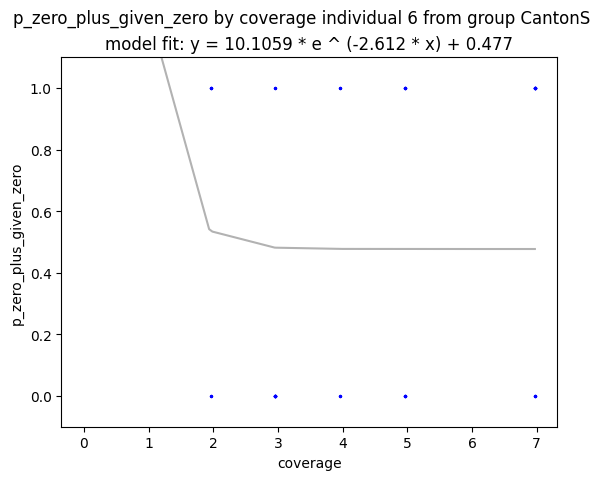 p_zero_plus_given_zero by coverage individual 6 from group CantonS
model fit: y = 10.1059 * e ^ (-2.612 * x) + 0.477
1.0
0.8
0.6
0.4
0.2
0.0
p_zero_plus_given_zero
0 1 2 3 4 5 6 7
coverage